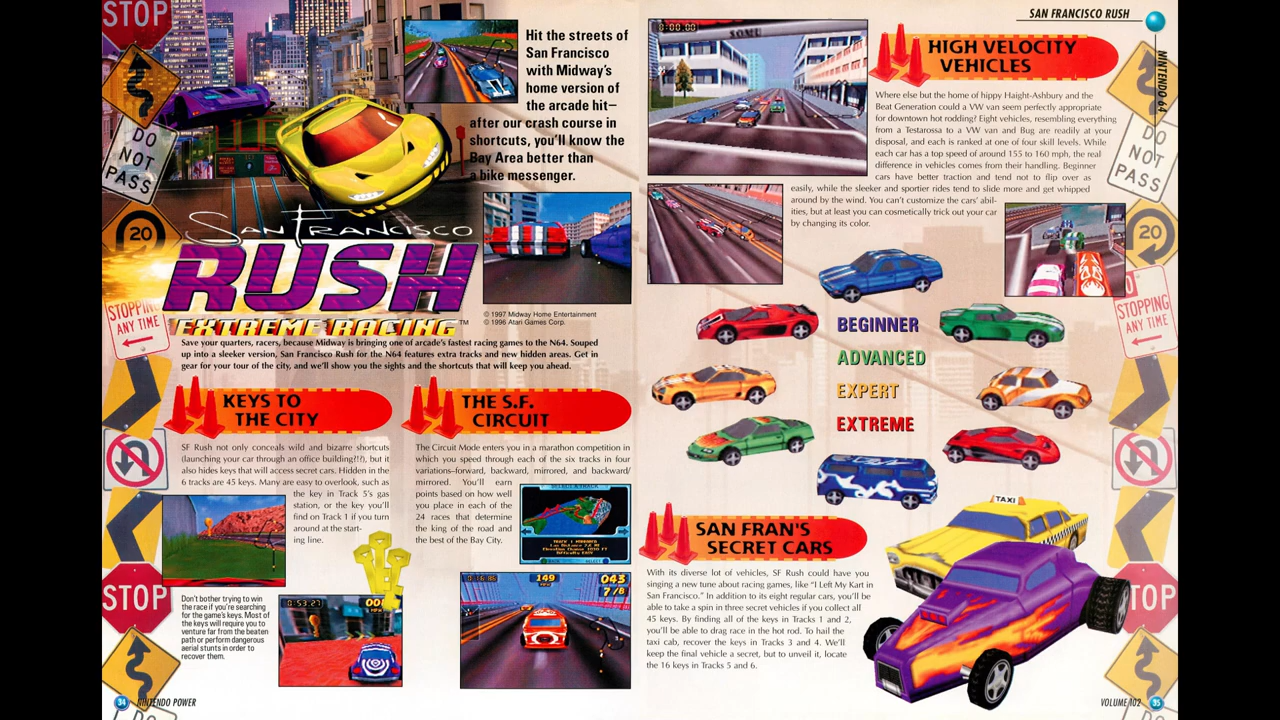 STOP
DO
NOT
PASS
20
STOPPING
ANY TIME
STOP
Hit the streets of
San Francisco
with Midway's
home version of
the arcade hit—
after our crash course in
shortcuts, you'll know the
Bay Area better than
a bike messenger.
SAN FRANCISCO
RUSH
EXTREME RACING
TM
© 1997 Midway Home Entertainment
© 1996 Atari Games Corp.
Save your quarters, racers, because Midway is bringing one of arcade's fastest racing games to the N64. Souped
up into a sleeker version, San Francisco Rush for the N64 features extra tracks and new hidden areas. Get in
gear for your tour of the city, and we'll show you the sights and the shortcuts that will keep you ahead.
KEYS TO
THE CITY
SF Rush not only conceals wild and bizarre shortcuts
(launching your car through an office building?!?), but it
also hides keys that will access secret cars. Hidden in the
6 tracks are 45 keys. Many are easy to overlook, such as
the key in Track 5's gas
station, or the key you'll
find on Track 1 if you turn
around at the start-
ing line.
Don't bother trying to win
the race if you're searching
for the game's keys. Most of
the keys will require you to
venture far from the beaten
path or perform dangerous
aerial stunts in order to
recover them.
0:53.27
THE S.F.
CIRCUIT
The Circuit Mode enters you in a marathon competition in
which you speed through each of the six tracks in four
variations–forward, backward, mirrored, and backward/
mirrored. You'll earn
points based on how well
you place in each of the
24 races that determine
the king of the road and
the best of the Bay City.
149
043
7/8
34
NINTENDO POWER
SAN FRANCISCO RUSH
NINTENDO 64
0:00.00
HIGH VELOCITY
VEHICLES
Where else but the home of hippy Haight-Ashbury and the
Beat Generation could a VW van seem perfectly appropriate
for downtown hot rodding? Eight vehicles, resembling everything
from a Testarossa to a VW van and Bug are readily at your
disposal, and each is ranked at one of four skill levels. While
each car has a top speed of around 155 to 160 mph, the real
difference in vehicles comes from their handling. Beginner
cars have better traction and tend not to flip over as
easily, while the sleeker and sportier rides tend to slide more and get whipped
around by the wind. You can't customize the cars' abil-
ities, but at least you can cosmetically trick out your car
by changing its color.
BEGINNER
ADVANCED
EXPERT
EXTREME
SAN FRAN'S
SECRET CARS
With its diverse lot of vehicles, SF Rush could have you
singing a new tune about racing games, like "I Left My Kart in
San Francisco." In addition to its eight regular cars, you'll be
able to take a spin in three secret vehicles if you collect all
45 keys. By finding all of the keys in Tracks 1 and 2,
you'll be able to drag race in the hot rod. To hail the
taxi cab, recover the keys in Tracks 3 and 4. We'll
keep the final vehicle a secret, but to unveil it, locate
the 16 keys in Tracks 5 and 6.
TAXI
DO
NOT
PASS
20
STOPPING
ANY TIME
TOP
VOLUME 102
35